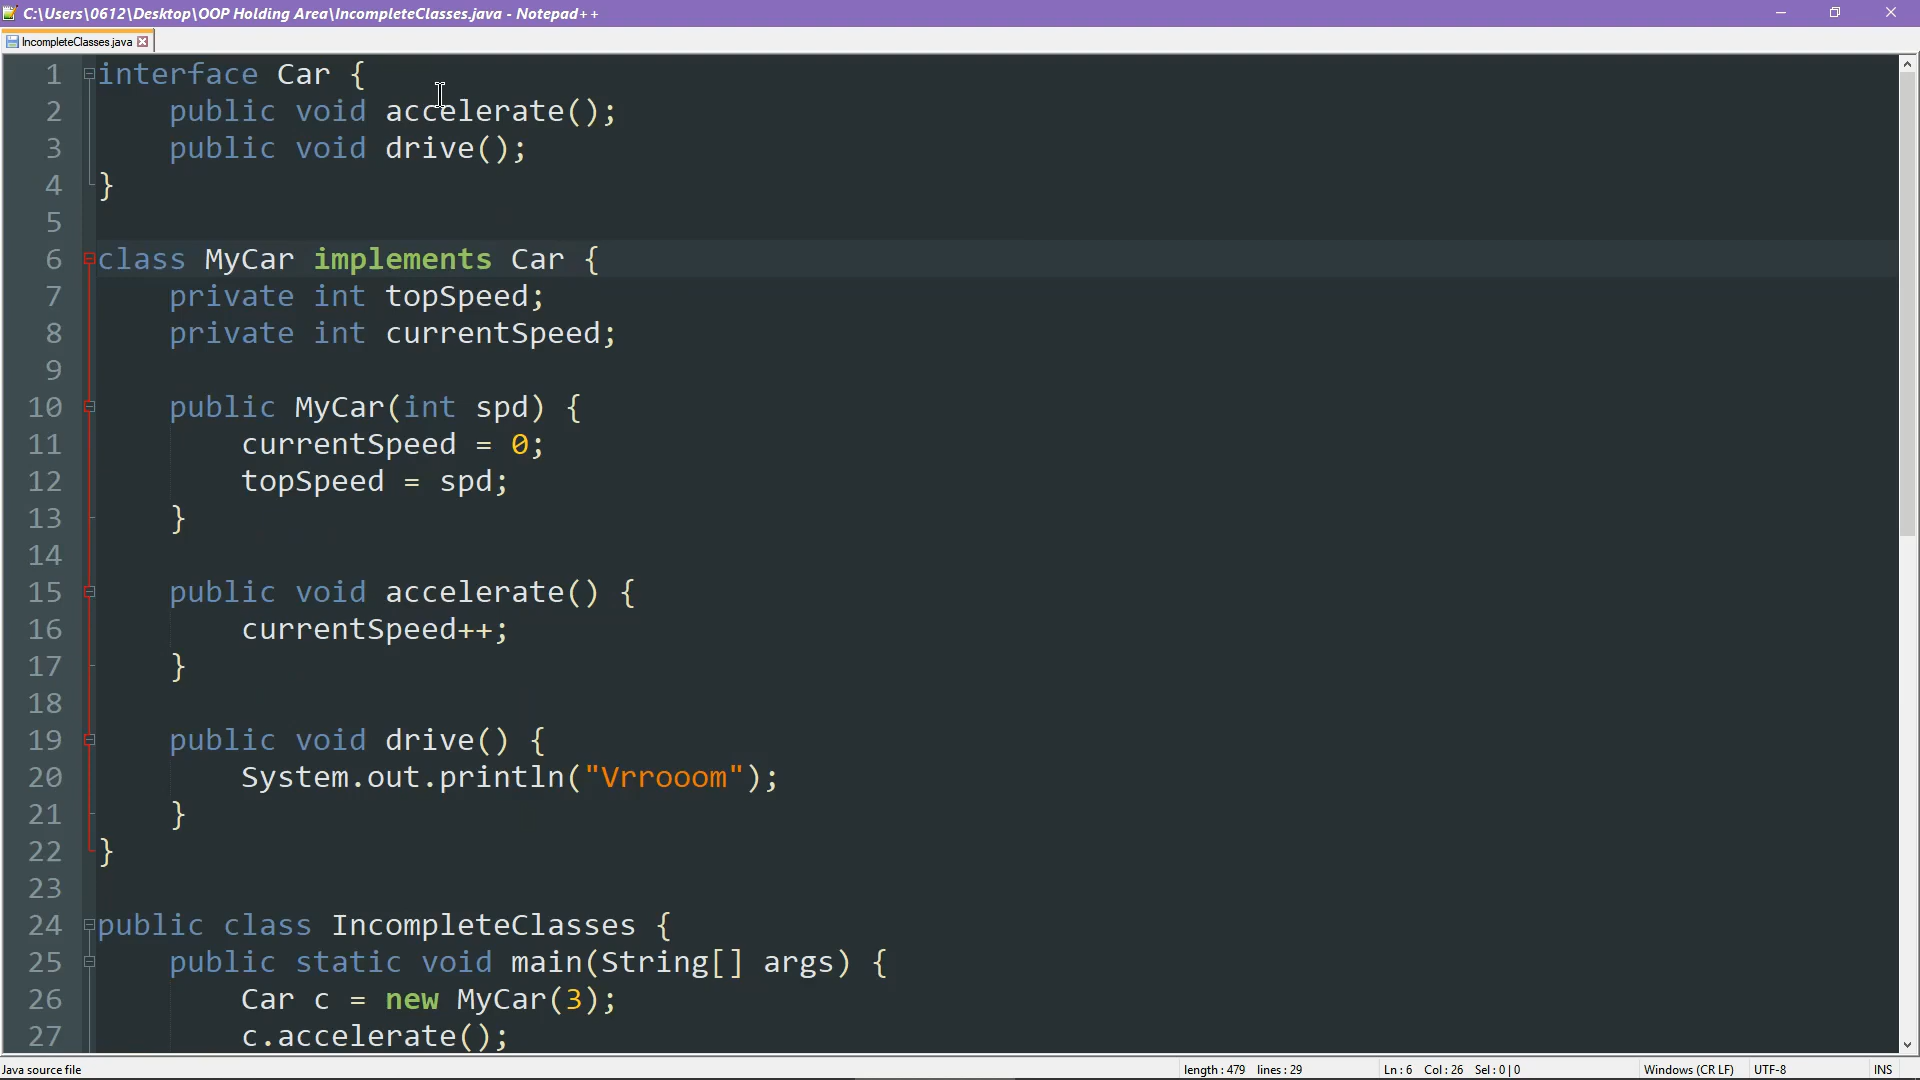 C:\Users\0612\Desktop\OOP Holding Area\IncompleteClasses.java - Notepad++
IncompleteClasses.java
1 interface Car {
2     public void accelerate();
3     public void drive();
4 }
5
6 class MyCar implements Car {
7     private int topSpeed;
8     private int currentSpeed;
9
10     public MyCar(int spd) {
11         currentSpeed = 0;
12         topSpeed = spd;
13     }
14
15     public void accelerate() {
16         currentSpeed++;
17     }
18
19     public void drive() {
20         System.out.println("Vrrooom");
21     }
22 }
23
24 public class IncompleteClasses {
25     public static void main(String[] args) {
26         Car c = new MyCar(3);
27         c.accelerate();
Java source file length : 479 lines : 29 Ln : 6 Col : 26 Sel : 0 | 0 Windows (CR LF) UTF-8 INS